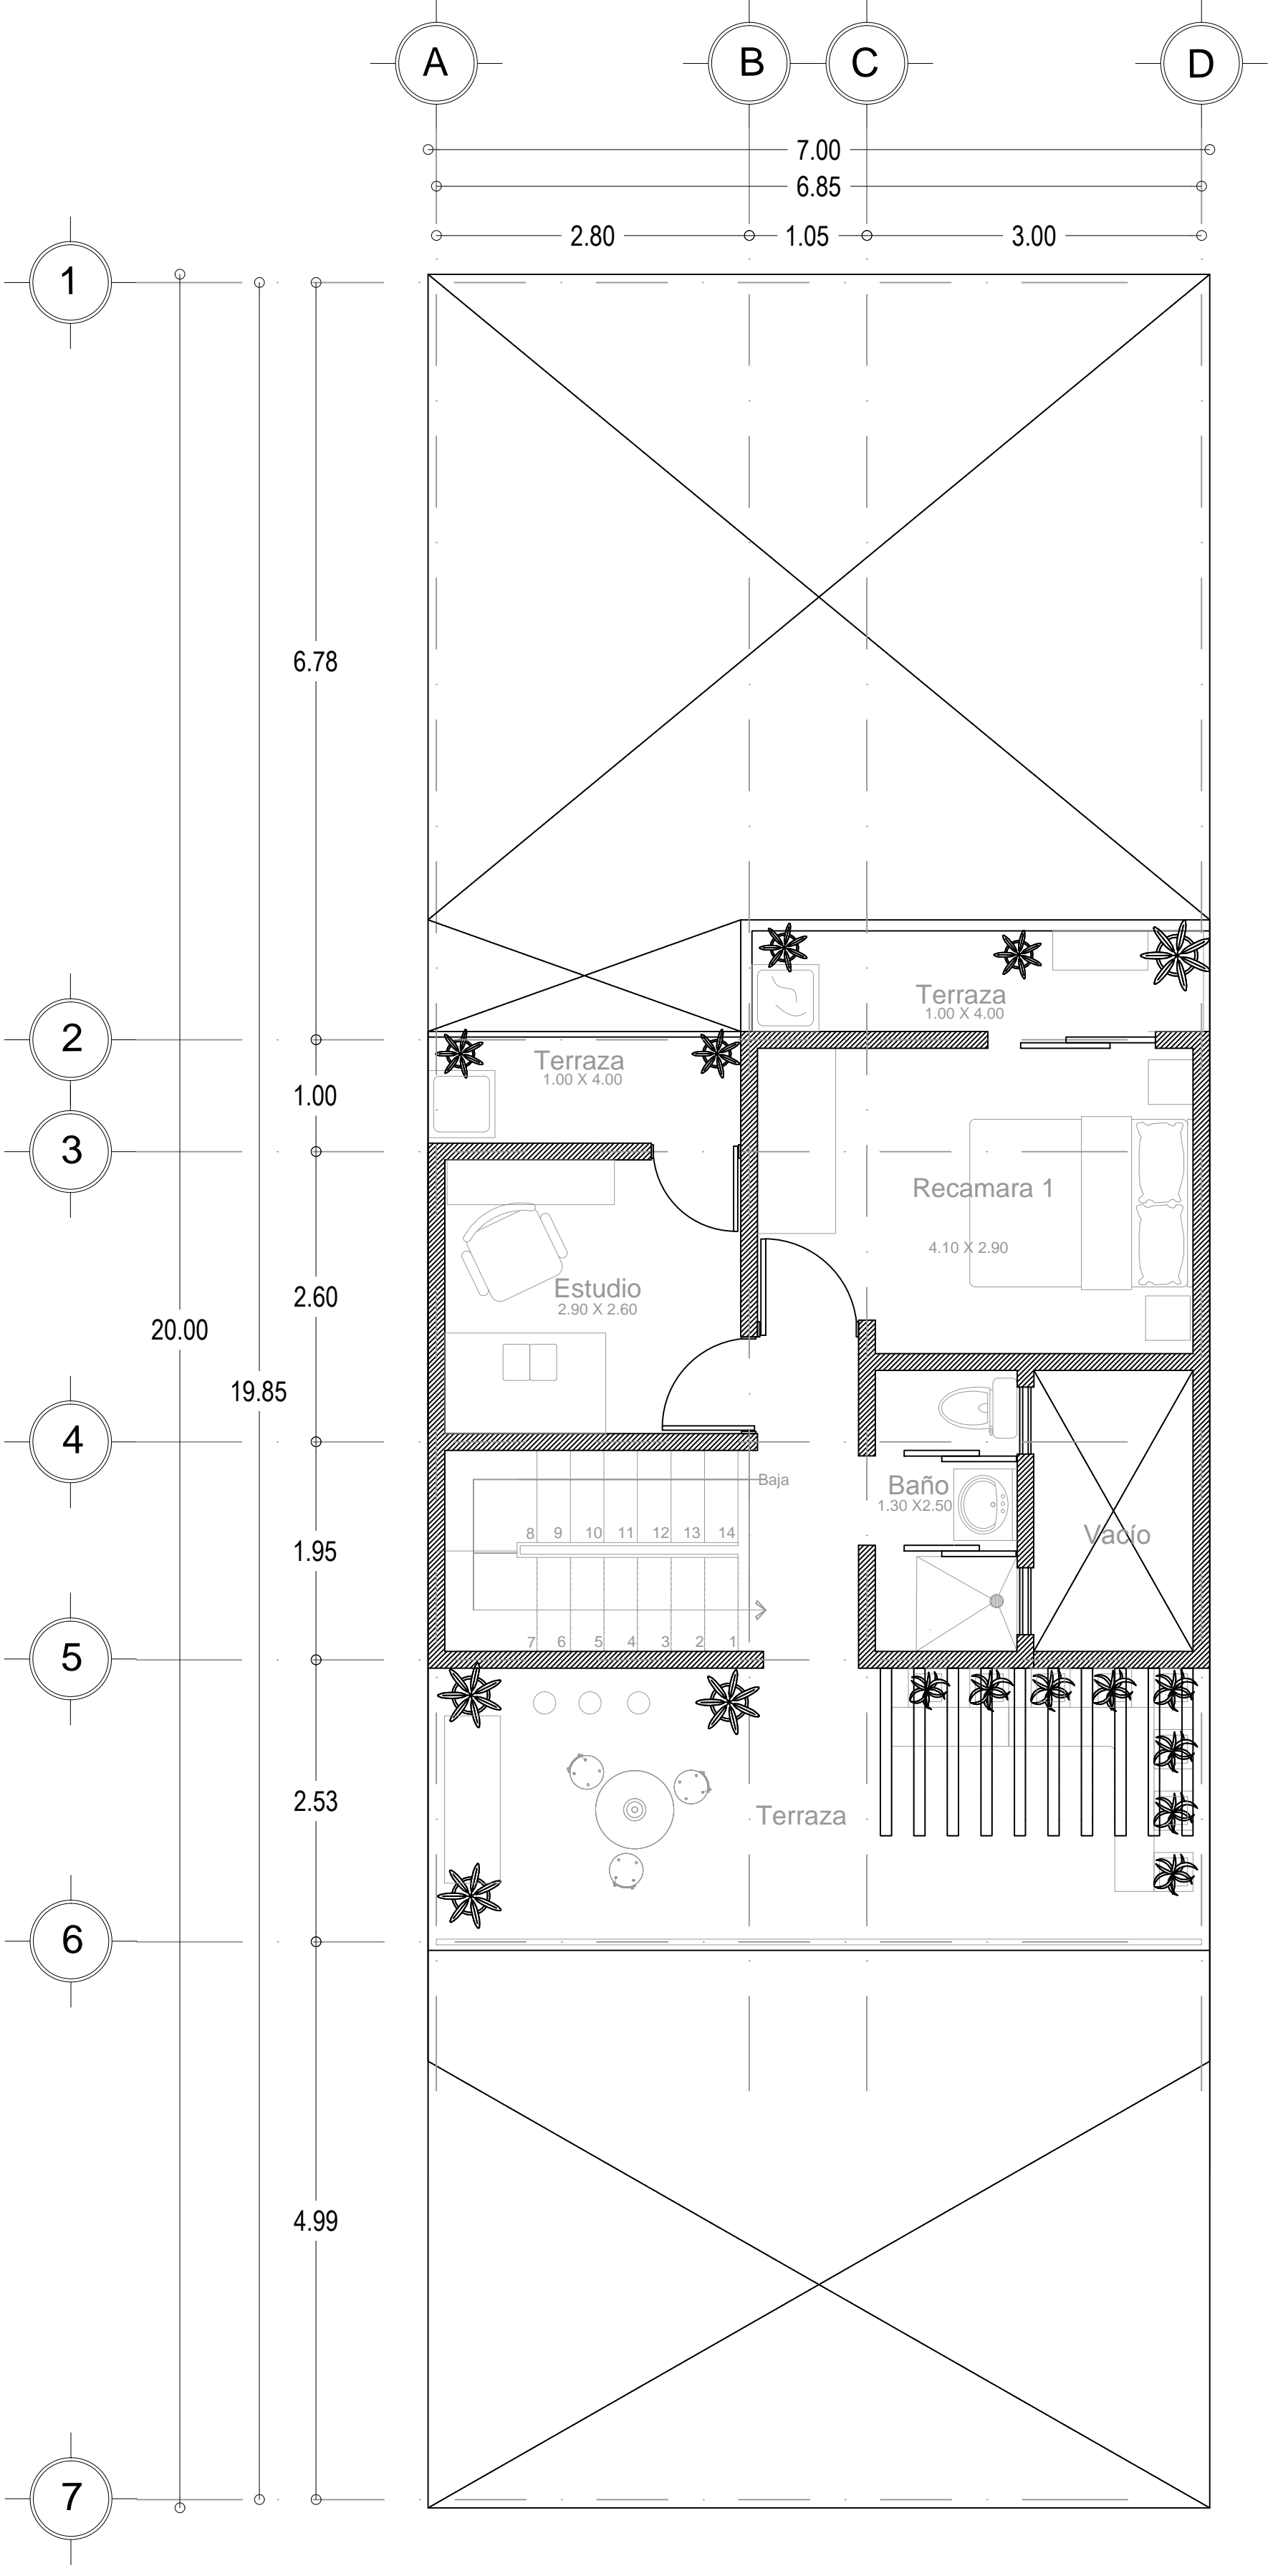 A B C D
7.00
6.85
2.80 1.05 3.00
1
6.78
Terraza
1.00 X 4.00
2
Terraza
1.00 X 4.00
1.00
3
Recamara 1
4.10 X 2.90
Estudio
2.90 X 2.60
2.60
20.00
19.85
4
Baja
Baño
1.30 X2.50
Vacío
8 9 10 11 12 13 14
1.95
7 6 5 4 3 2 1
5
2.53
Terraza
6
4.99
7